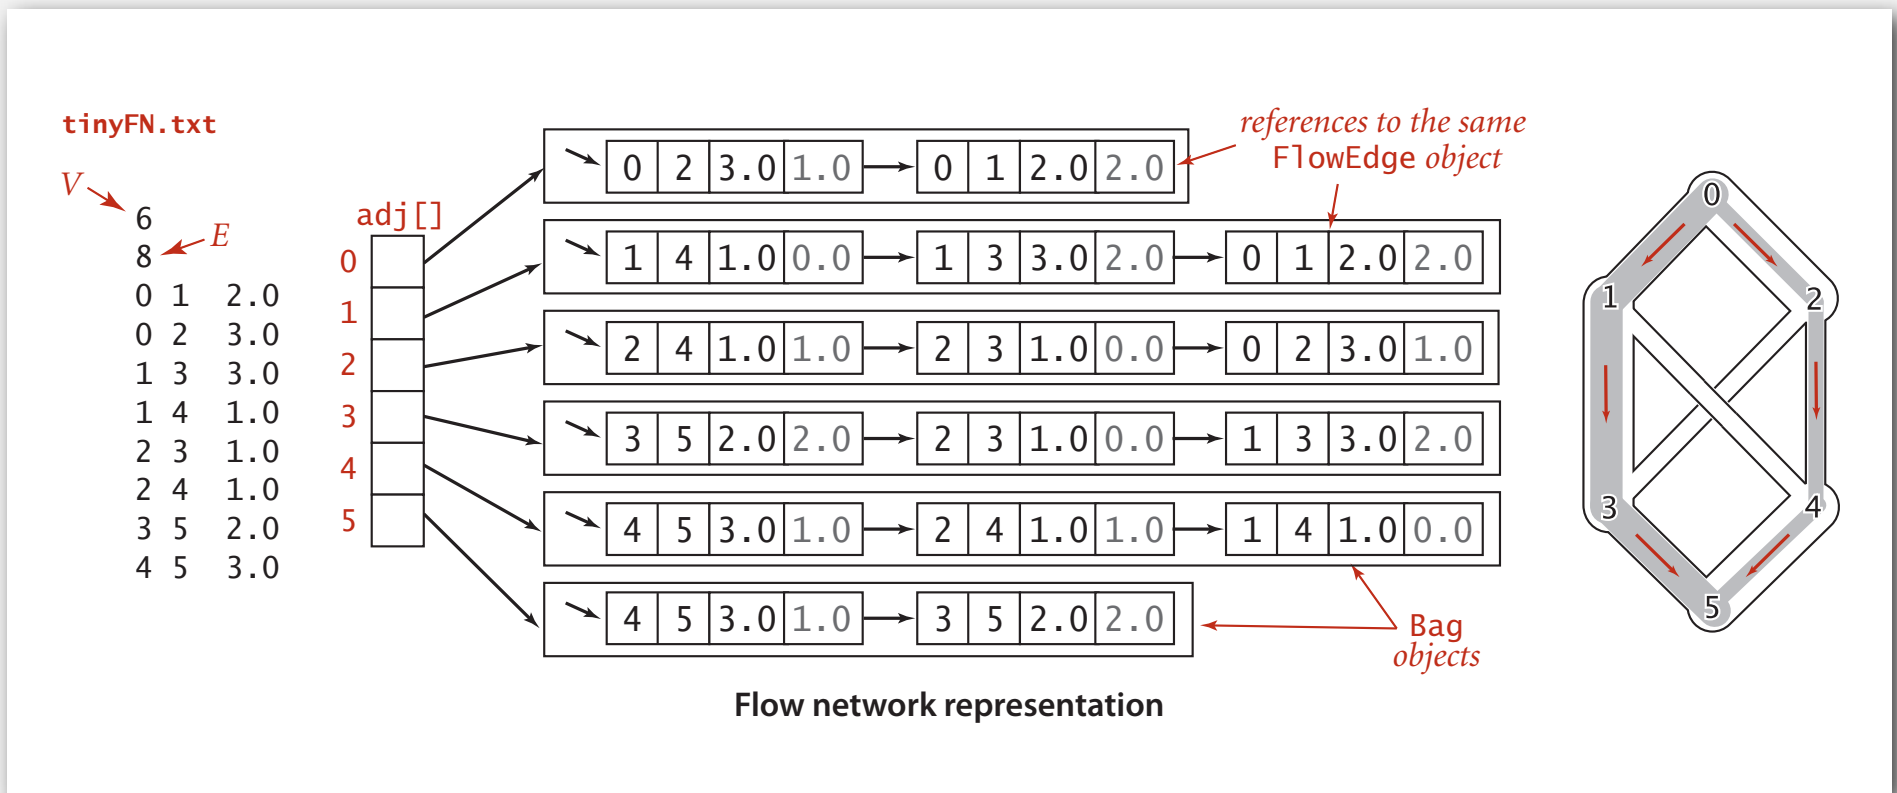 tinyFN.txt
V
6
8
E
0 1 2.0
0 2 3.0
1 3 3.0
1 4 1.0
2 3 1.0
2 4 1.0
3 5 2.0
4 5 3.0
adj[]
0
1
2
3
4
5
0 2 3.0 1.0 0 1 2.0 2.0
1 4 1.0 0.0 1 3 3.0 2.0 0 1 2.0 2.0
2 4 1.0 1.0 2 3 1.0 0.0 0 2 3.0 1.0
3 5 2.0 2.0 2 3 1.0 0.0 1 3 3.0 2.0
4 5 3.0 1.0 2 4 1.0 1.0 1 4 1.0 0.0
4 5 3.0 1.0 3 5 2.0 2.0
references to the same
FlowEdge object
Bag
objects
0
1 2
3 4
5
Flow network representation